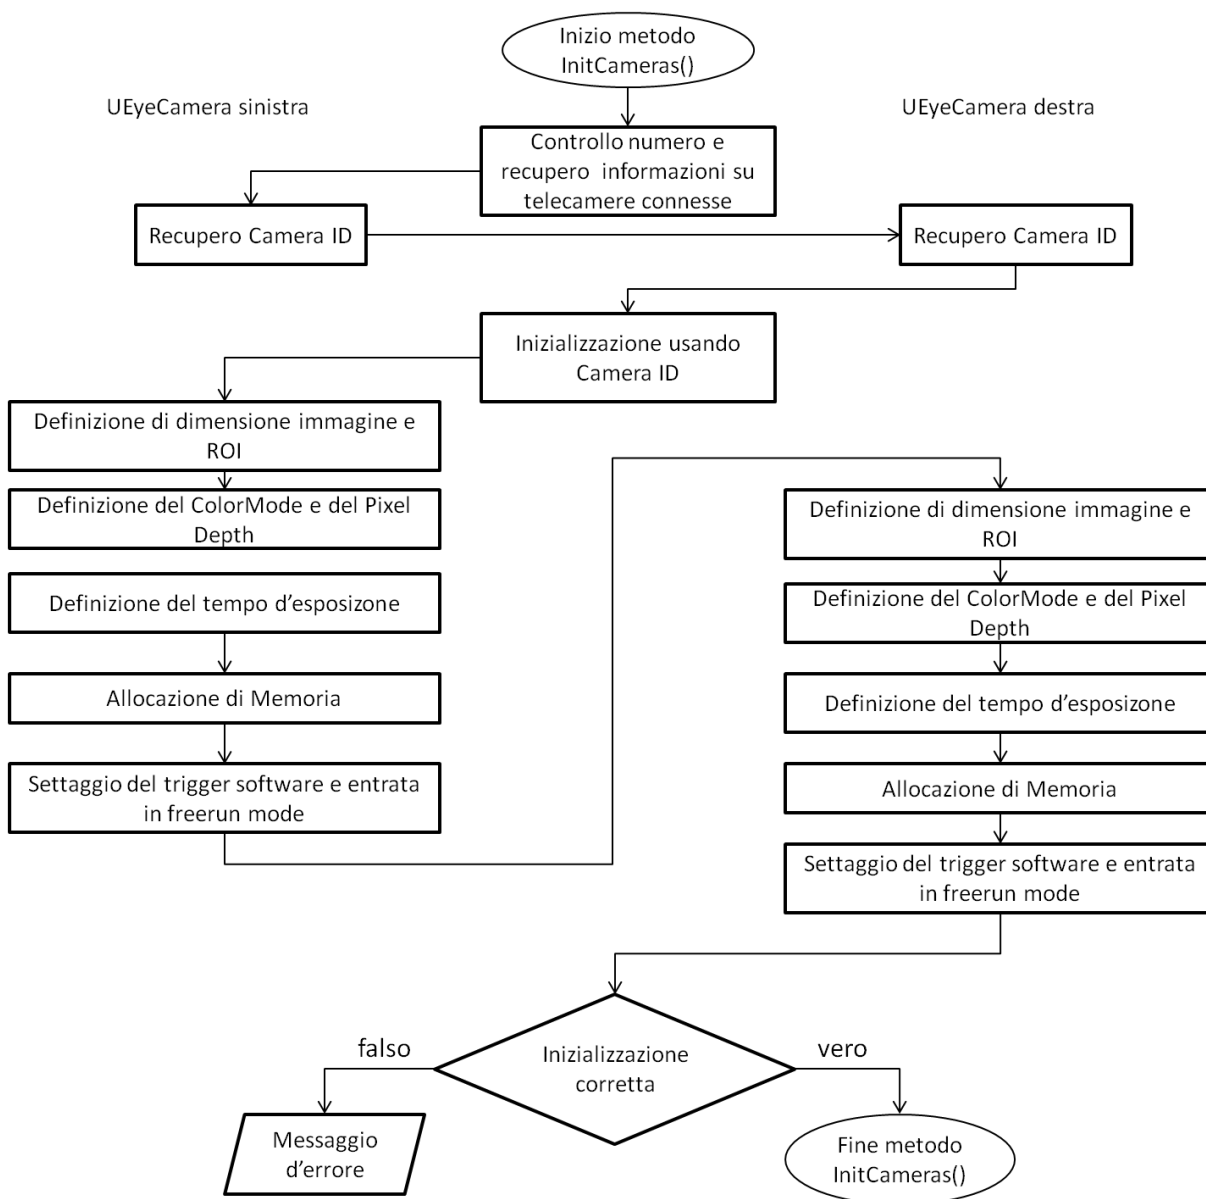 Inizio metodo
InitCameras()
UEyeCamera sinistra
UEyeCamera destra
Controllo numero e
recupero informazioni su
telecamere connesse
Recupero Camera ID
Recupero Camera ID
Inizializzazione usando
Camera ID
Definizione di dimensione immagine e
ROI
Definizione del ColorMode e del Pixel
Depth
Definizione del tempo d'esposizone
Allocazione di Memoria
Settaggio del trigger software e entrata
in freerun mode
Definizione di dimensione immagine e
ROI
Definizione del ColorMode e del Pixel
Depth
Definizione del tempo d'esposizone
Allocazione di Memoria
Settaggio del trigger software e entrata
in freerun mode
falso
Inizializzazione
corretta
vero
Messaggio
d'errore
Fine metodo
InitCameras()